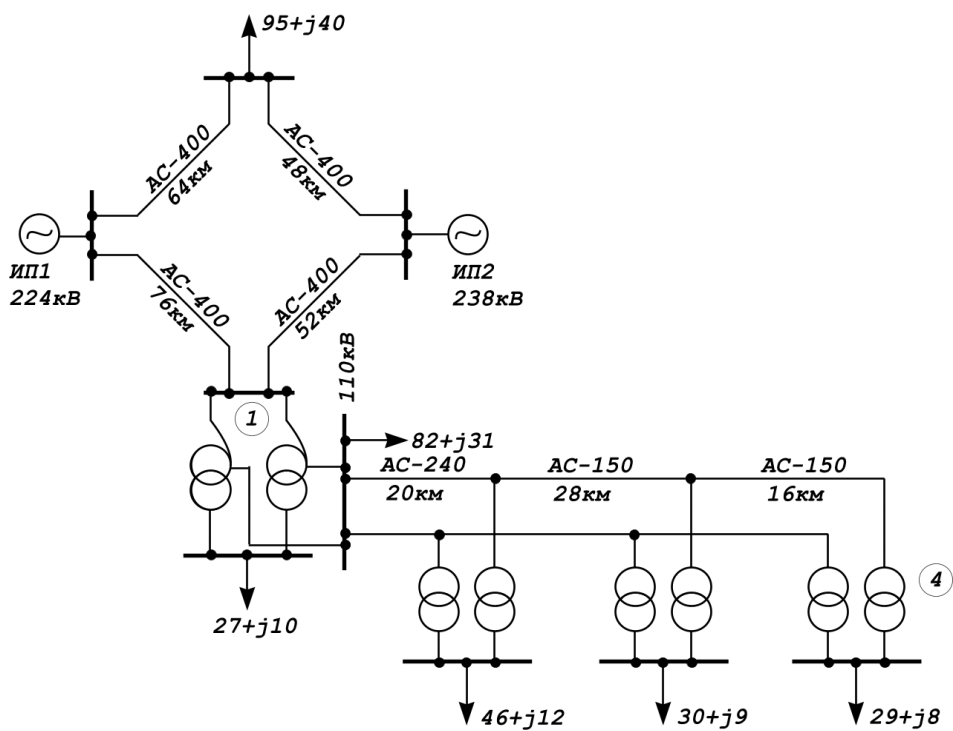 95+j40
АС-400
64км
АС-400
48км
ИП1
224кВ
ИП2
238кВ
АС-400
76км
АС-400
52км
110кВ
1
82+j31
АС-240
20км
АС-150
28км
АС-150
16км
27+j10
4
46+j12
30+j9
29+j8